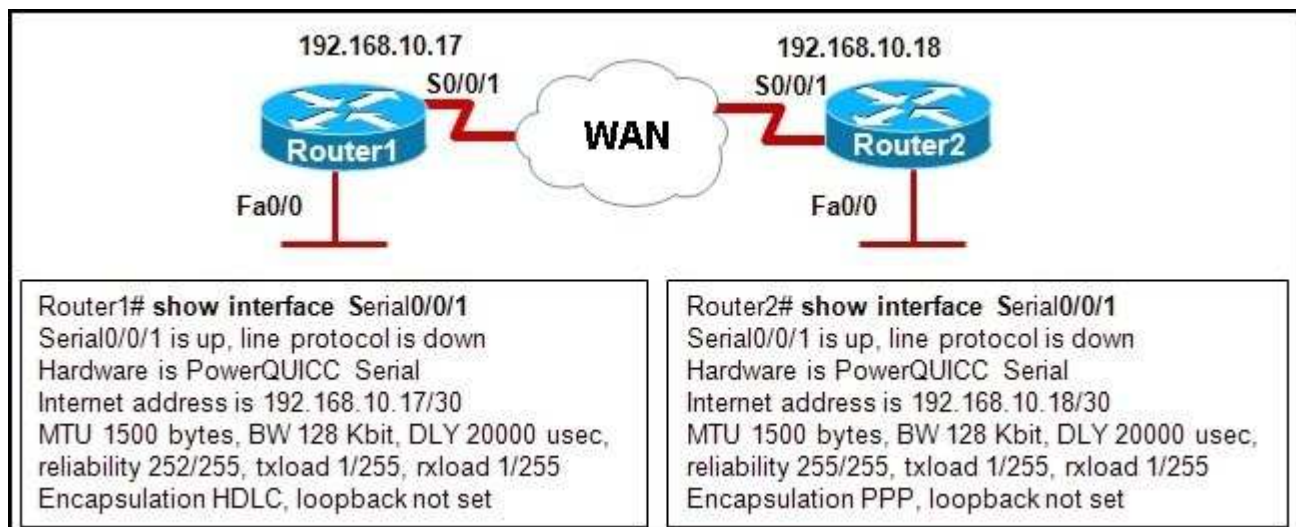 192.168.10.17
192.168.10.18
S0/0/1
S0/0/1
WAN
Router1
Router2
Fa0/0
Fa0/0
Router1# show interface Serial0/0/1
Serial0/0/1 is up, line protocol is down
Hardware is PowerQUICC Serial
Internet address is 192.168.10.17/30
MTU 1500 bytes, BW 128 Kbit, DLY 20000 usec,
reliability 252/255, txload 1/255, rxload 1/255
Encapsulation HDLC, loopback not set
Router2# show interface Serial0/0/1
Serial0/0/1 is up, line protocol is down
Hardware is PowerQUICC Serial
Internet address is 192.168.10.18/30
MTU 1500 bytes, BW 128 Kbit, DLY 20000 usec,
reliability 255/255, txload 1/255, rxload 1/255
Encapsulation PPP, loopback not set